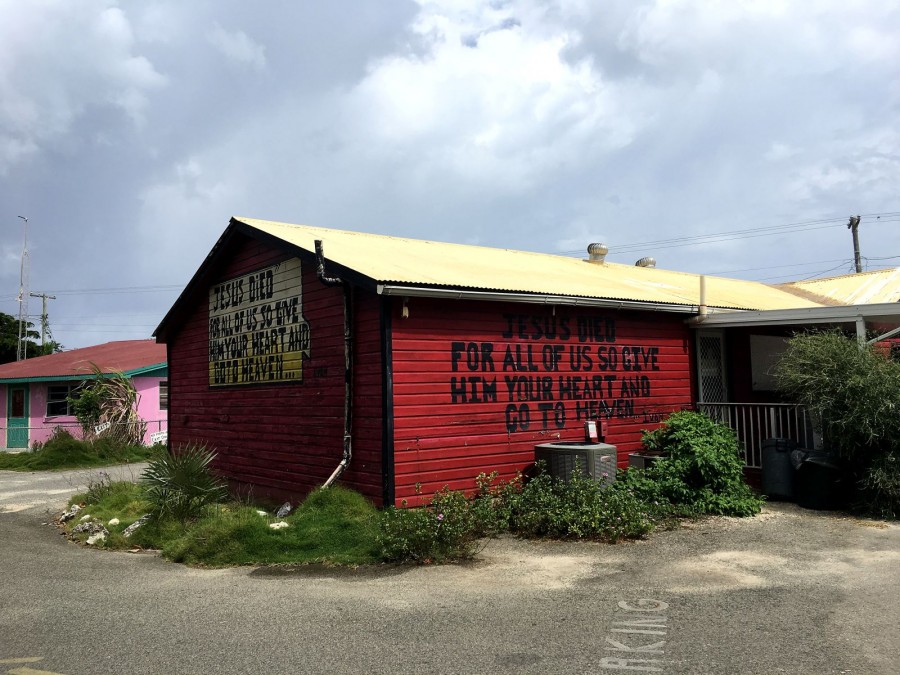 JESUS DIED
FOR ALL OF US SO GIVE
HIM YOUR HEART AND
GO TO HEAVEN
JESUS DIED
FOR ALL OF US SO GIVE
HIM YOUR HEART AND
GO TO HEAVEN
RKING